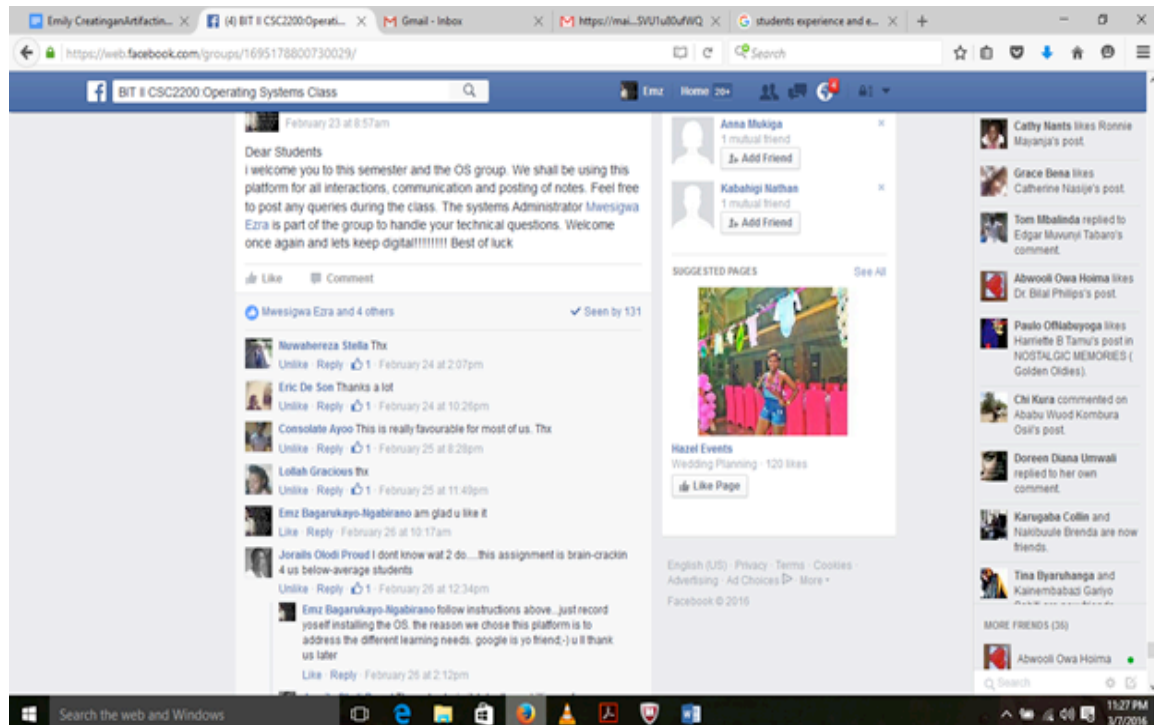 Emily CreatinganArtifactin...
(4) BIT II CSC2200:Operati...
Gmail - Inbox
https://mai...SVU1u80ufWQ
students experience and e...
https://web.facebook.com/groups/1695178800730029/
Search
BIT II CSC2200:Operating Systems Class
Emz
Home 20+
4
February 23 at 8:57am
Dear Students
i welcome you to this semester and the OS group. We shall be using this
platform for all interactions, communication and posting of notes. Feel free
to post any queries during the class. The systems Administrator Mwesigwa
Ezra is part of the group to handle your technical questions. Welcome
once again and lets keep digital!!!!!!!!! Best of luck
Like Comment
Mwesigwa Ezra and 4 others
Seen by 131
Nuwahereza Stella Thx
Unlike · Reply · 1 · February 24 at 2:07pm
Eric De Son Thanks a lot
Unlike · Reply · 1 · February 24 at 10:26pm
Consolate Ayoo This is really favourable for most of us. Thx
Unlike · Reply · 1 · February 25 at 8:28pm
Lollah Gracious thx
Unlike · Reply · 1 · February 25 at 11:49pm
Emz Bagarukayo-Ngabirano am glad u like it
Like · Reply · February 26 at 10:17am
Jorails Olodi Proud I dont know wat 2 do....this assignment is brain-crackin
4 us below-average students
Unlike · Reply · February 26 at 12:34pm
Emz Bagarukayo-Ngabirano follow instructions above...just record
yoself installing the OS. the reason we chose this platform is to
address the different learning needs. google is yo friend;-) u ll thank
us later
Like · Reply · February 26 at 2:12pm
Anna Mukiga
1 mutual friend
Add Friend
Kabahigi Nathan
1 mutual friend
Add Friend
SUGGESTED PAGES
See All
Hazel Events
Wedding Planning · 120 likes
Like Page
English (US) · Privacy · Terms · Cookies ·
Advertising · Ad Choices · More
Facebook © 2016
Cathy Nants likes Ronnie
Mayanja's post.
Grace Bena likes
Catherine Nasije's post.
Tom Mbalinda replied to
Edgar Muvunyi Tabaro's
comment.
Abwooli Owa Hoima likes
Dr. Bilal Philips's post.
Paulo OfNabuyoga likes
Harriette B Tamu's post in
NOSTALGIC MEMORIES (
Golden Oldies).
Chi Kura commented on
Ababu Wuod Kombura
Osii's post.
Doreen Diana Umwali
replied to her own
comment.
Karugaba Collin and
Nakibuule Brenda are now
friends.
Tina Byaruhanga and
Kainembabazi Gariyo
MORE FRIENDS (35)
Abwooli Owa Hoima
Search
Search the web and Windows
11:27 PM
3/7/2016